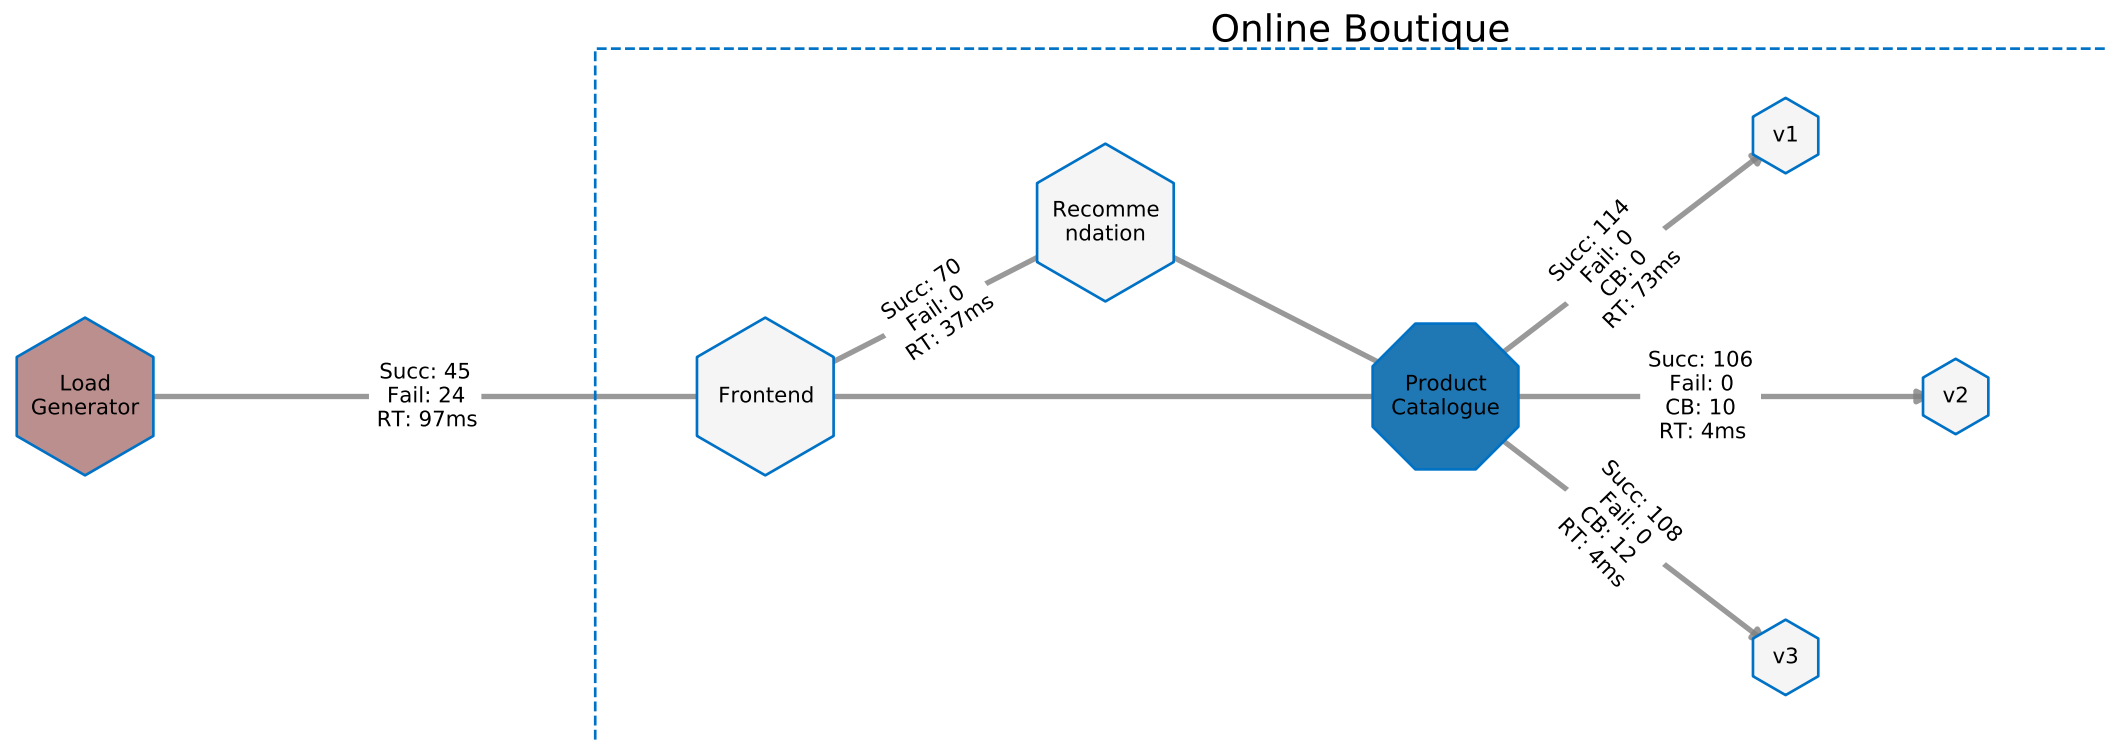 Online Boutique
Load
Generator
Succ: 45
Fail: 24
RT: 97ms
Frontend
Succ: 70
Fail: 0
RT: 37ms
Recomme
ndation
Product
Catalogue
Succ: 114
Fail: 0
CB: 0
RT: 73ms
v1
Succ: 106
Fail: 0
CB: 10
RT: 4ms
v2
Succ: 108
Fail: 0
CB: 12
RT: 4ms
v3